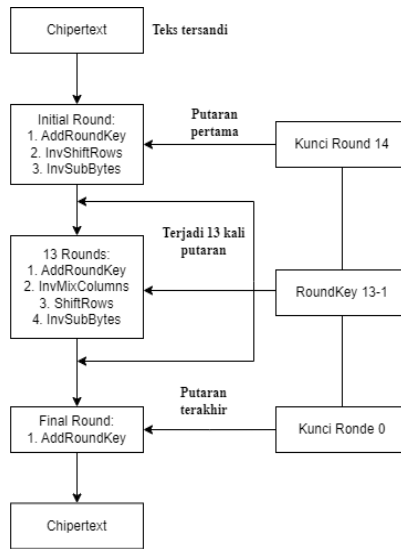 Chipertext
Teks tersandi
Initial Round:
1. AddRoundKey
2. InvShiftRows
3. InvSubBytes
Putaran
pertama
Kunci Round 14
Terjadi 13 kali
putaran
13 Rounds:
1. AddRoundKey
2. InvMixColumns
3. ShiftRows
4. InvSubBytes
RoundKey 13-1
Putaran
terakhir
Final Round:
1. AddRoundKey
Kunci Ronde 0
Chipertext